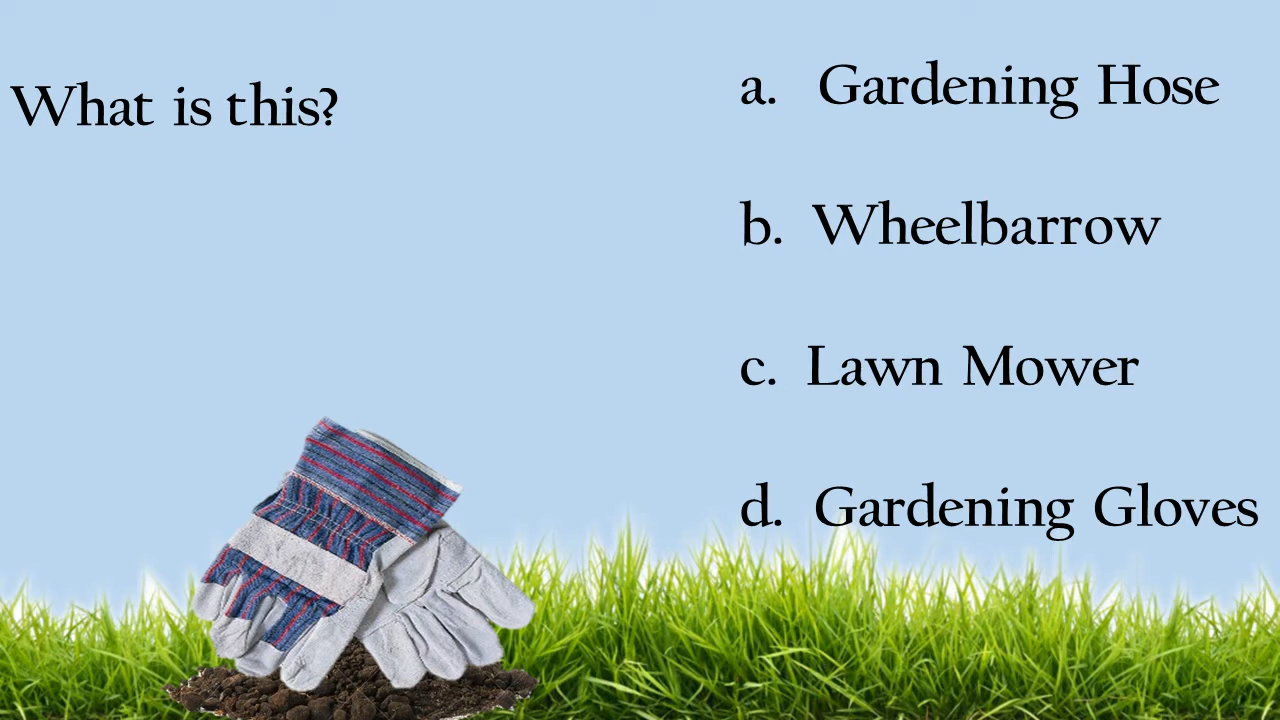 What is this?
a. Gardening Hose
b. Wheelbarrow
c. Lawn Mower
d. Gardening Gloves